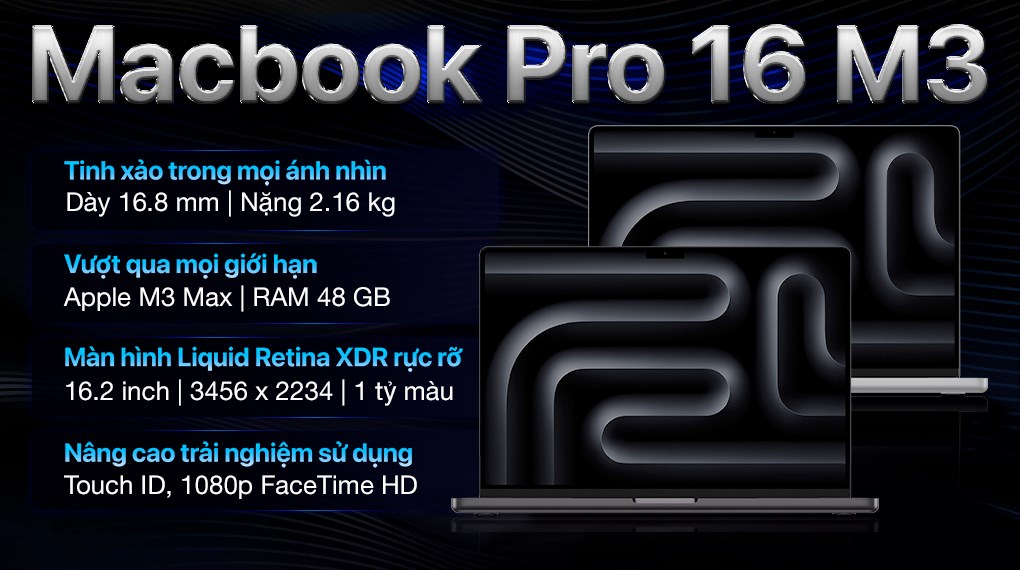 Macbook Pro 16 M3
Tinh xảo trong mọi ánh nhìn
Dày 16.8 mm | Nặng 2.16 kg
Vượt qua mọi giới hạn
Apple M3 Max | RAM 48 GB
Màn hình Liquid Retina XDR rực rỡ
16.2 inch | 3456 x 2234 | 1 tỷ màu
Nâng cao trải nghiệm sử dụng
Touch ID, 1080p FaceTime HD